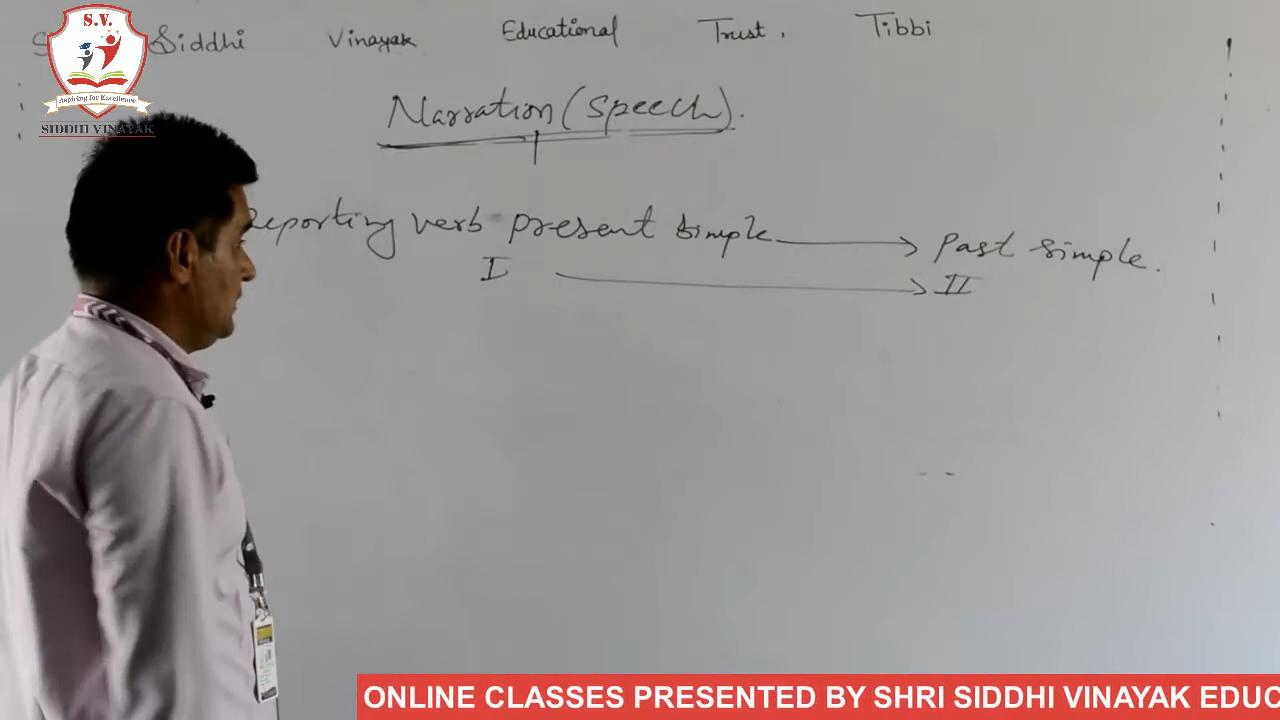 S.V.
Aspiring for Excellence
SIDDHI VINAYAK
Siddhi Vinayak Educational Trust, Tibbi
Narration (Speech).
Reporting verb present simple → Past simple.
I → II
ONLINE CLASSES PRESENTED BY SHRI SIDDHI VINAYAK EDUC